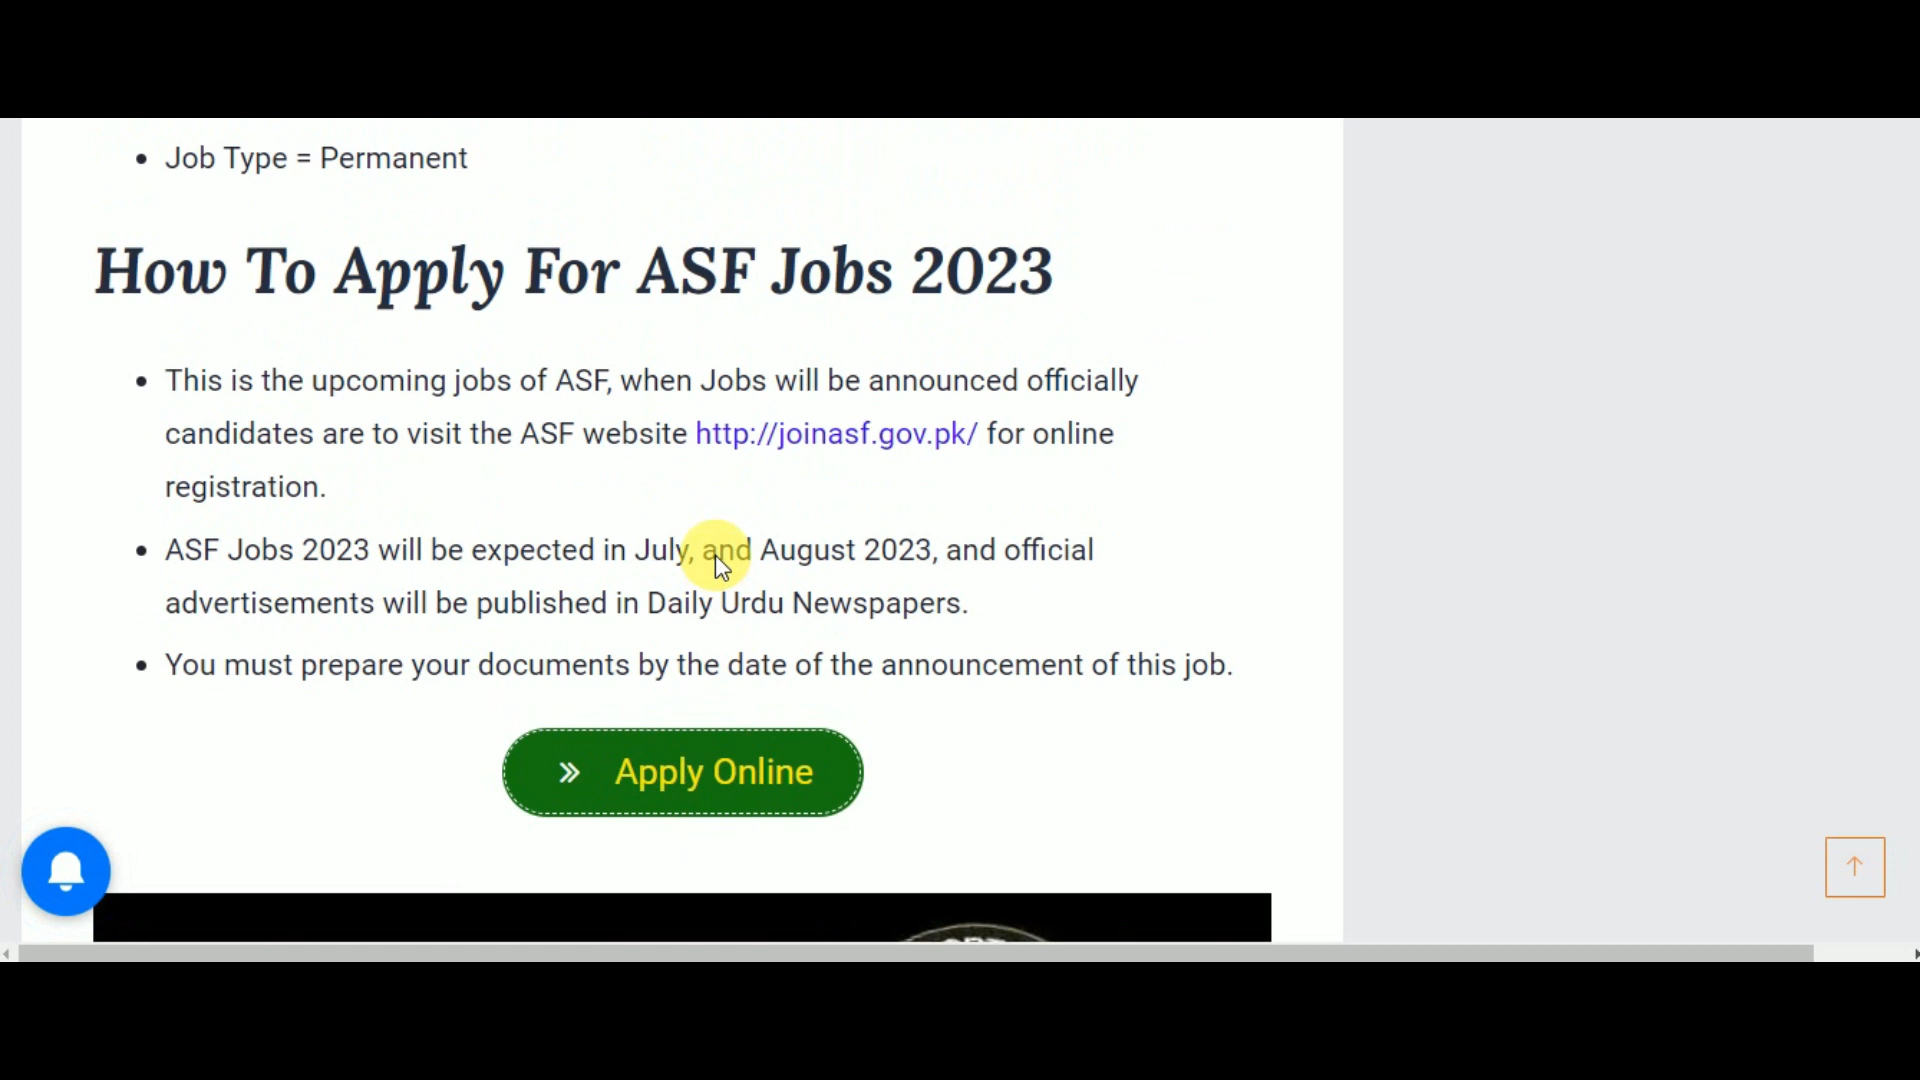 Job Type = Permanent
How To Apply For ASF Jobs 2023
This is the upcoming jobs of ASF, when Jobs will be announced officially
candidates are to visit the ASF website http://joinasf.gov.pk/ for online
registration.
ASF Jobs 2023 will be expected in July, and August 2023, and official
advertisements will be published in Daily Urdu Newspapers.
You must prepare your documents by the date of the announcement of this job.
Apply Online